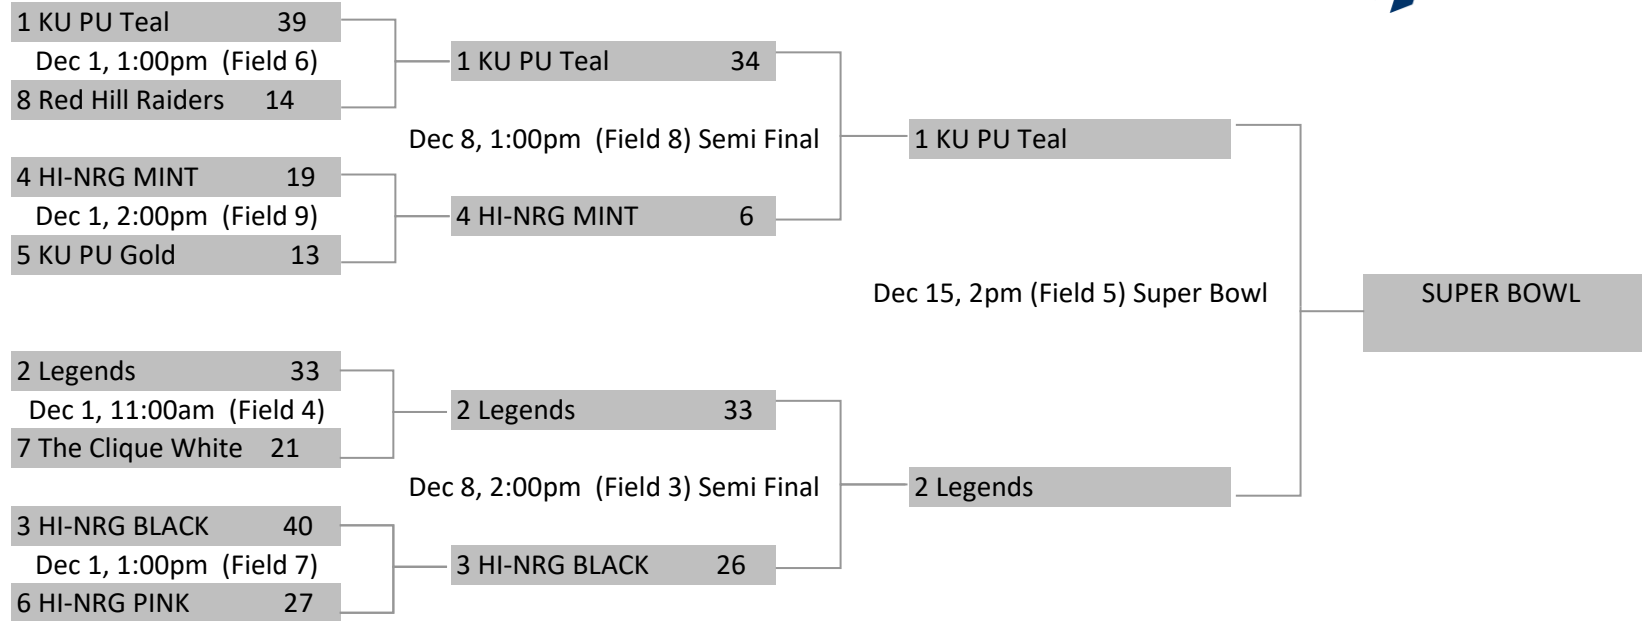 1 KU PU Teal 39
Dec 1, 1:00pm (Field 6)
8 Red Hill Raiders 14
4 HI-NRG MINT 19
Dec 1, 2:00pm (Field 9)
5 KU PU Gold 13
2 Legends 33
Dec 1, 11:00am (Field 4)
7 The Clique White 21
3 HI-NRG BLACK 40
Dec 1, 1:00pm (Field 7)
6 HI-NRG PINK 27
1 KU PU Teal 34
Dec 8, 1:00pm (Field 8) Semi Final
4 HI-NRG MINT 6
2 Legends 33
Dec 8, 2:00pm (Field 3) Semi Final
3 HI-NRG BLACK 26
1 KU PU Teal
Dec 15, 2pm (Field 5) Super Bowl
2 Legends
SUPER BOWL